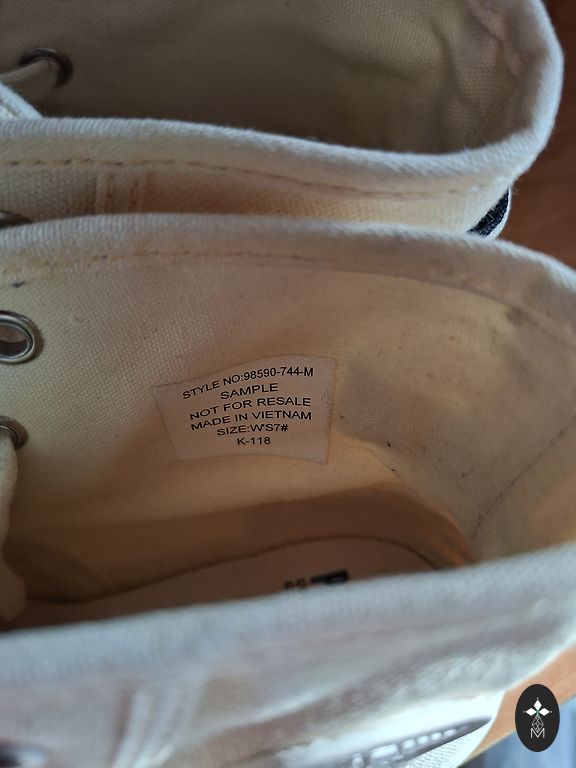 STYLE NO:98590-744-M
SAMPLE
NOT FOR RESALE
MADE IN VIETNAM
SIZE:W'S7#
K-118
M